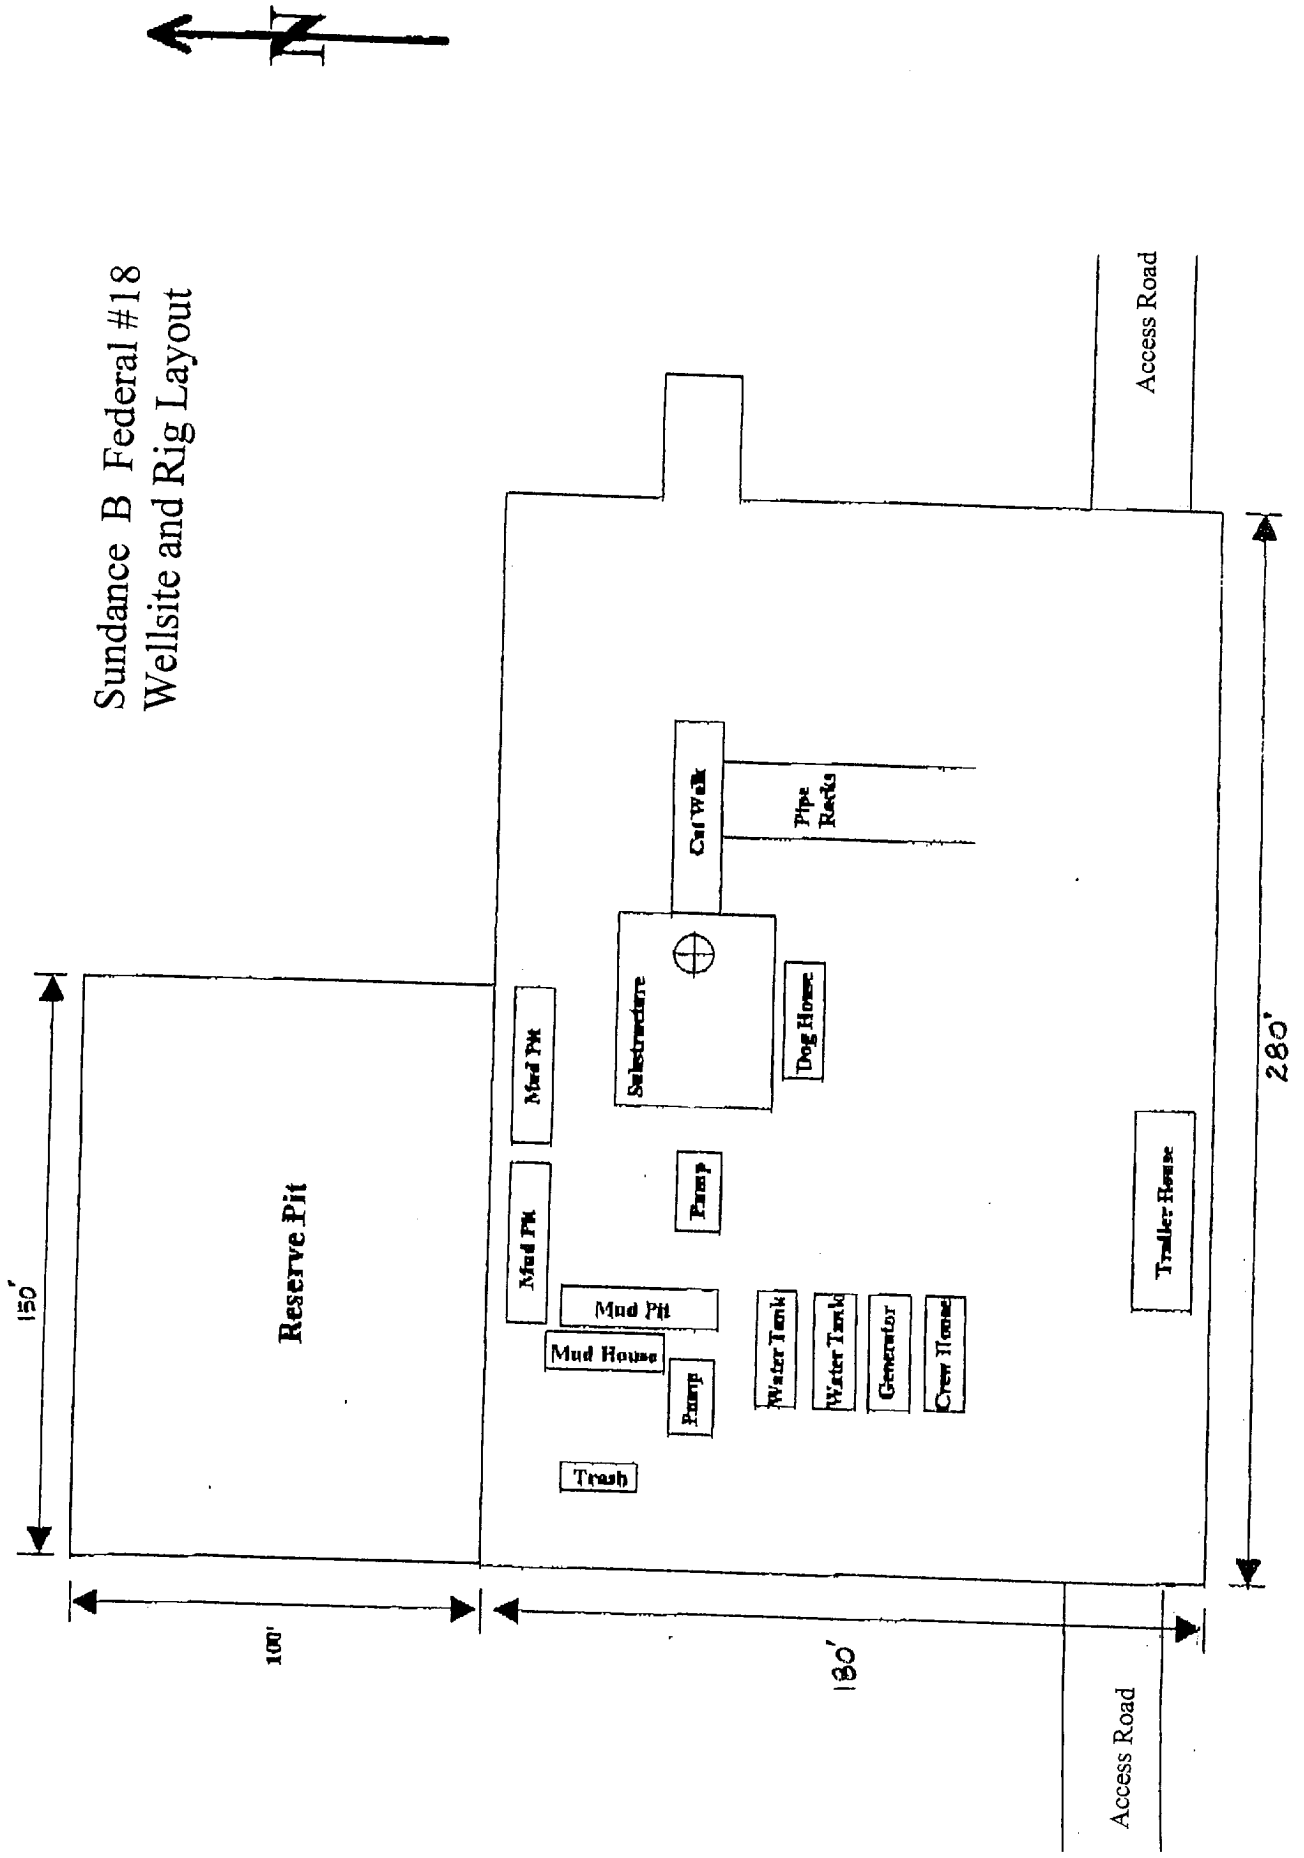 N
Sundance B Federal #18
Wellsite and Rig Layout
150'
Reserve Pit
100'
Mud Pit
Mud Pit
Mud Pit
Mud House
Trash
Pump
Pump
Substructure
Cat Walk
Pipe
Racks
Dog House
Water Tank
Water Tank
Generator
Crew House
Trailer House
180'
280'
Access Road
Access Road